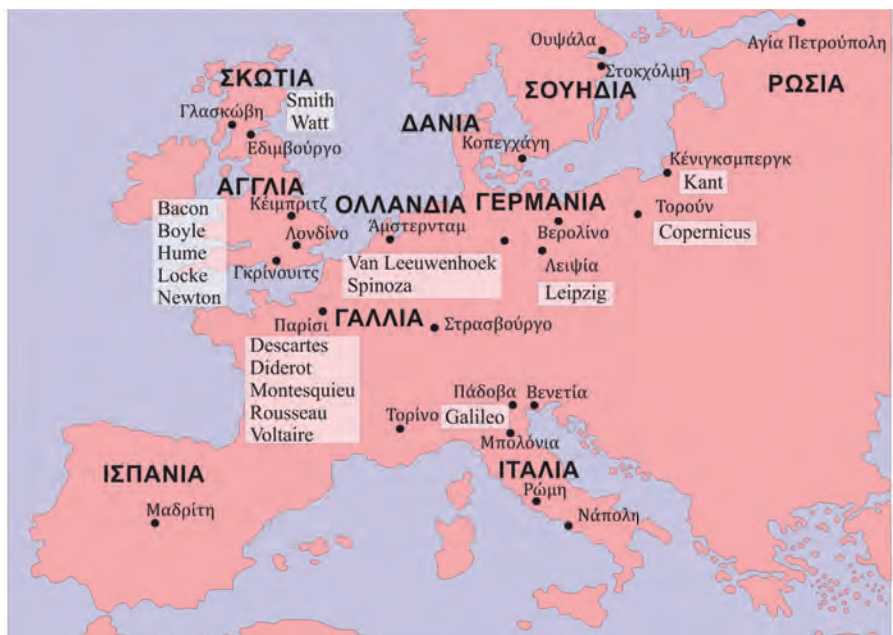 Ουψάλα
Αγία Πετρούπολη
Στοκχόλμη
ΣΚΩΤΙΑ
ΣΟΥΗΔΙΑ
ΡΩΣΙΑ
Smith
Watt
Γλασκώβη
Εδιμβούργο
ΔΑΝΙΑ
Κοπεγχάγη
Κένιγκσμπεργκ
Kant
ΑΓΓΛΙΑ
Κέιμπριτζ
Λονδίνο
Γκρίνουιτς
Bacon
Boyle
Hume
Locke
Newton
ΟΛΛΑΝΔΙΑ
Άμστερνταμ
Van Leeuwenhoek
Spinoza
ΓΕΡΜΑΝΙΑ
Βερολίνο
Λειψία
Leipzig
Τορούν
Copernicus
Παρίσι
ΓΑΛΛΙΑ
Στρασβούργο
Descartes
Diderot
Montesquieu
Rousseau
Voltaire
Τορίνο
Πάδοβα
Βενετία
Galileo
Μπολόνια
ΙΤΑΛΙΑ
Ρώμη
Νάπολη
ΙΣΠΑΝΙΑ
Μαδρίτη